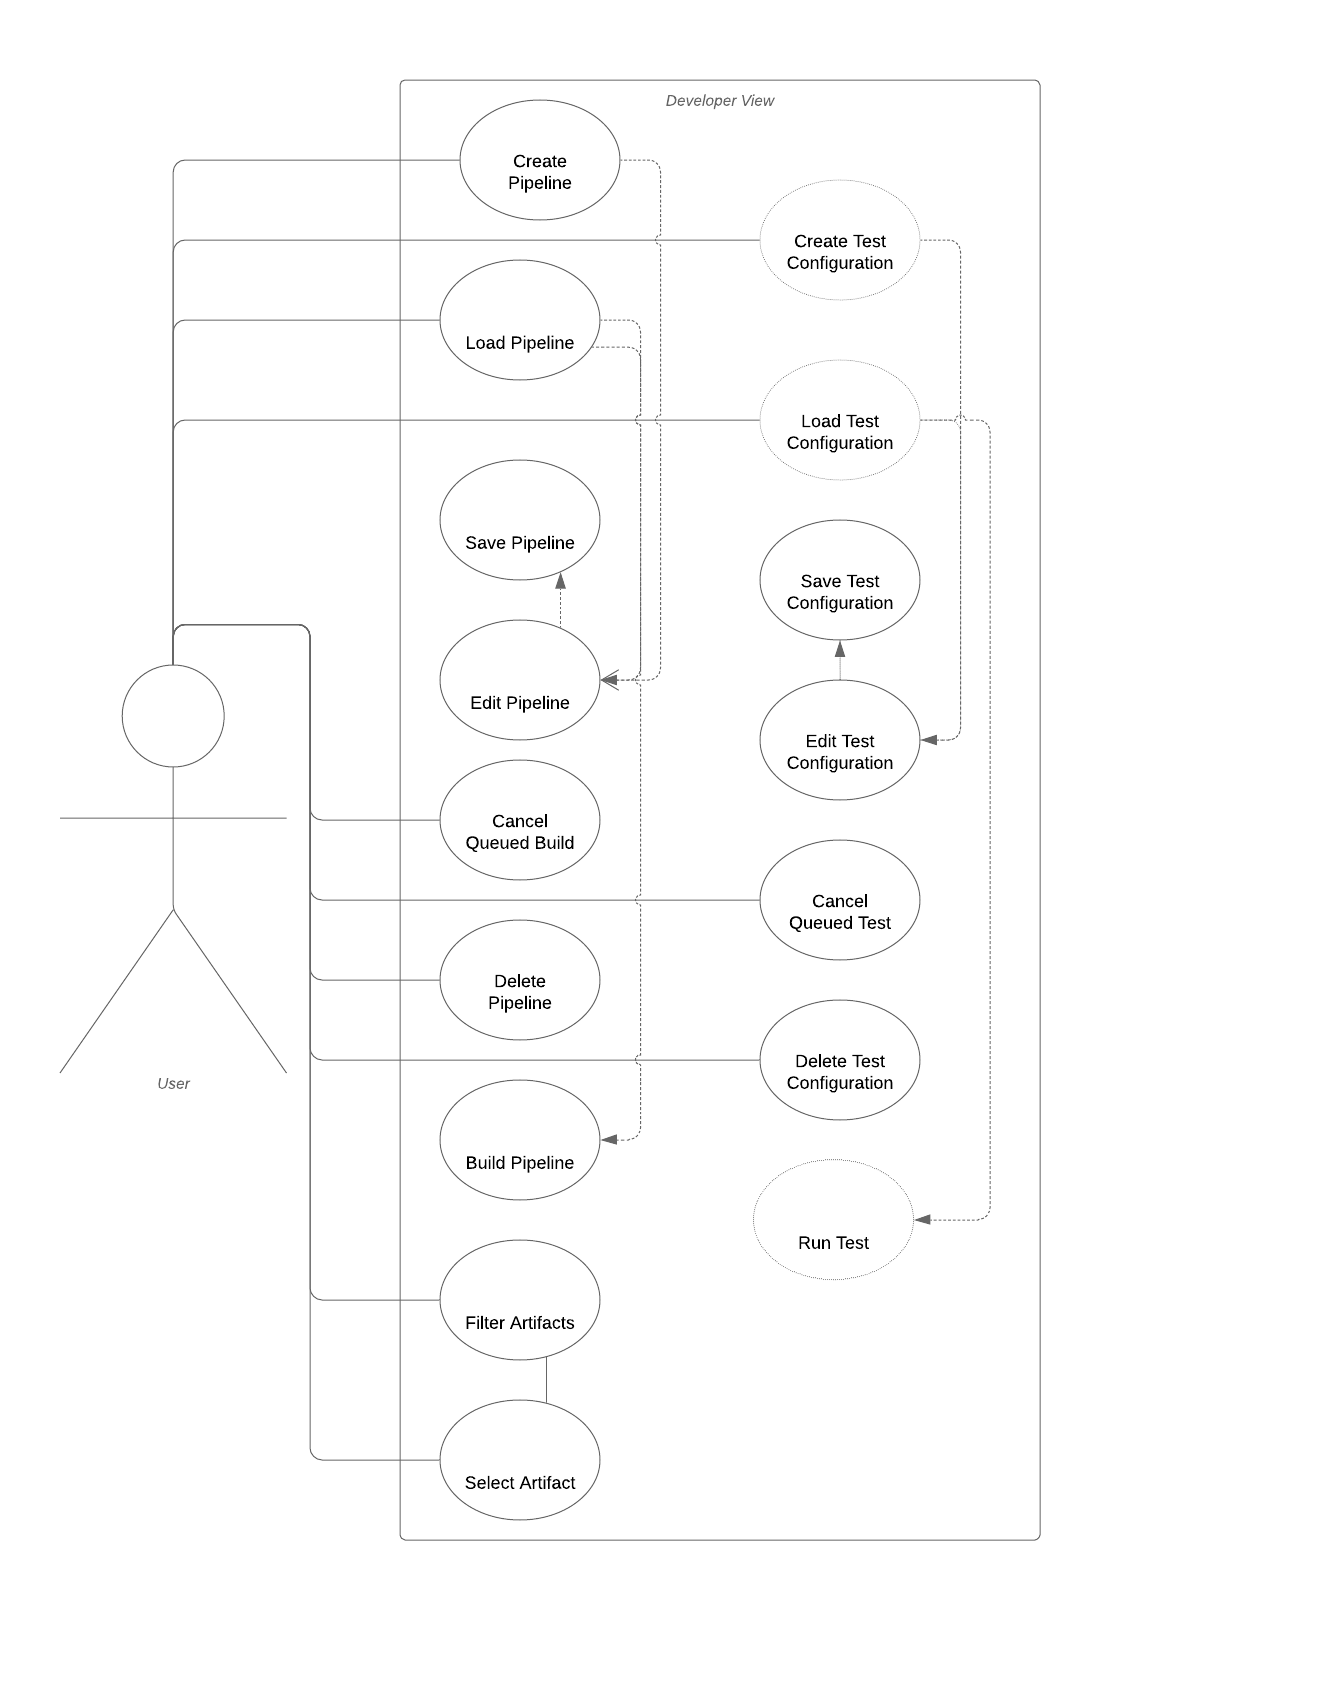 Developer View
Create
Pipeline
Create Test
Configuration
Load Pipeline
Load Test
Configuration
Save Pipeline
Save Test
Configuration
Edit Pipeline
Edit Test
Configuration
Cancel
Queued Build
Cancel
Queued Test
Delete
Pipeline
Delete Test
Configuration
User
Build Pipeline
Run Test
Filter Artifacts
Select Artifact